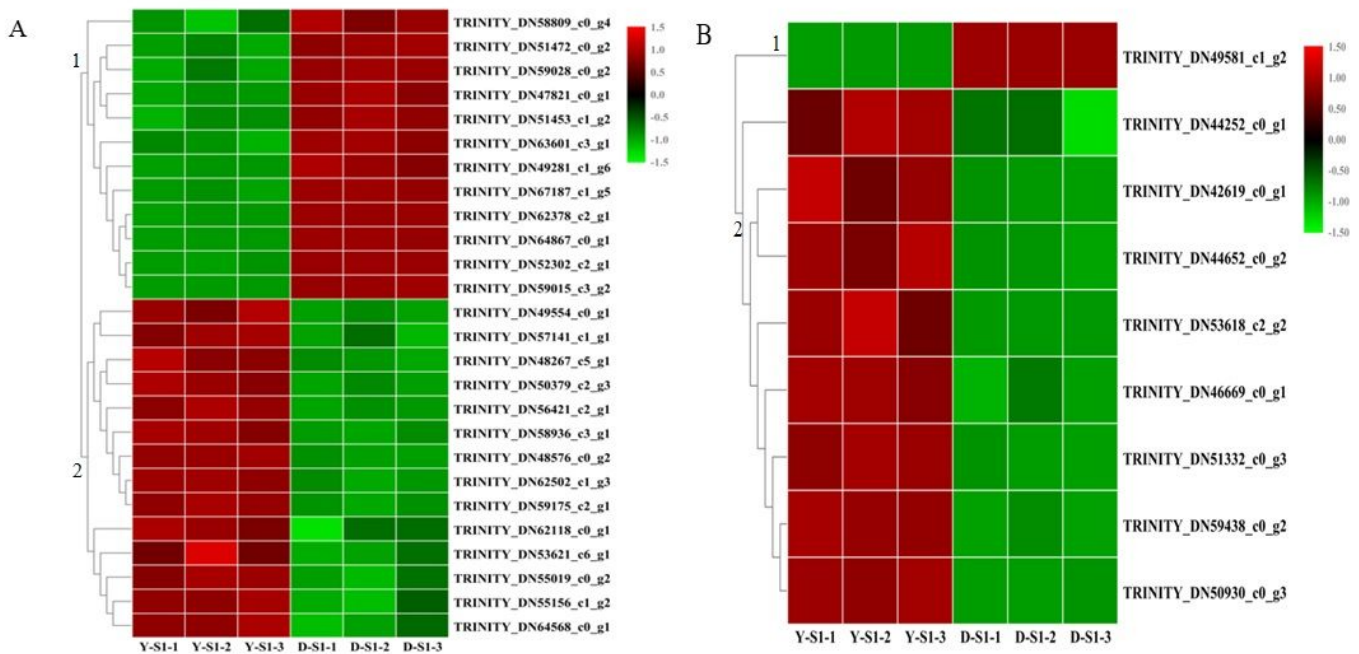 A
1
2
TRINITY_DN58809_c0_g4
TRINITY_DN51472_c0_g2
TRINITY_DN59028_c0_g2
TRINITY_DN47821_c0_g1
TRINITY_DN51453_c1_g2
TRINITY_DN63601_c3_g1
TRINITY_DN49281_c1_g6
TRINITY_DN67187_c1_g5
TRINITY_DN62378_c2_g1
TRINITY_DN64867_c0_g1
TRINITY_DN52302_c2_g1
TRINITY_DN59015_c3_g2
TRINITY_DN49554_c0_g1
TRINITY_DN57141_c1_g1
TRINITY_DN48267_c5_g1
TRINITY_DN50379_c2_g3
TRINITY_DN56421_c2_g1
TRINITY_DN58936_c3_g1
TRINITY_DN48576_c0_g2
TRINITY_DN62502_c1_g3
TRINITY_DN59175_c2_g1
TRINITY_DN62118_c0_g1
TRINITY_DN53621_c6_g1
TRINITY_DN55019_c0_g2
TRINITY_DN55156_c1_g2
TRINITY_DN64568_c0_g1
Y-S1-1 Y-S1-2 Y-S1-3 D-S1-1 D-S1-2 D-S1-3
1.5
1.0
0.5
0.0
-0.5
-1.0
-1.5
B
1
2
TRINITY_DN49581_c1_g2
TRINITY_DN44252_c0_g1
TRINITY_DN42619_c0_g1
TRINITY_DN44652_c0_g2
TRINITY_DN53618_c2_g2
TRINITY_DN46669_c0_g1
TRINITY_DN51332_c0_g3
TRINITY_DN59438_c0_g2
TRINITY_DN50930_c0_g3
Y-S1-1 Y-S1-2 Y-S1-3 D-S1-1 D-S1-2 D-S1-3
1.50
1.00
0.50
0.00
-0.50
-1.00
-1.50